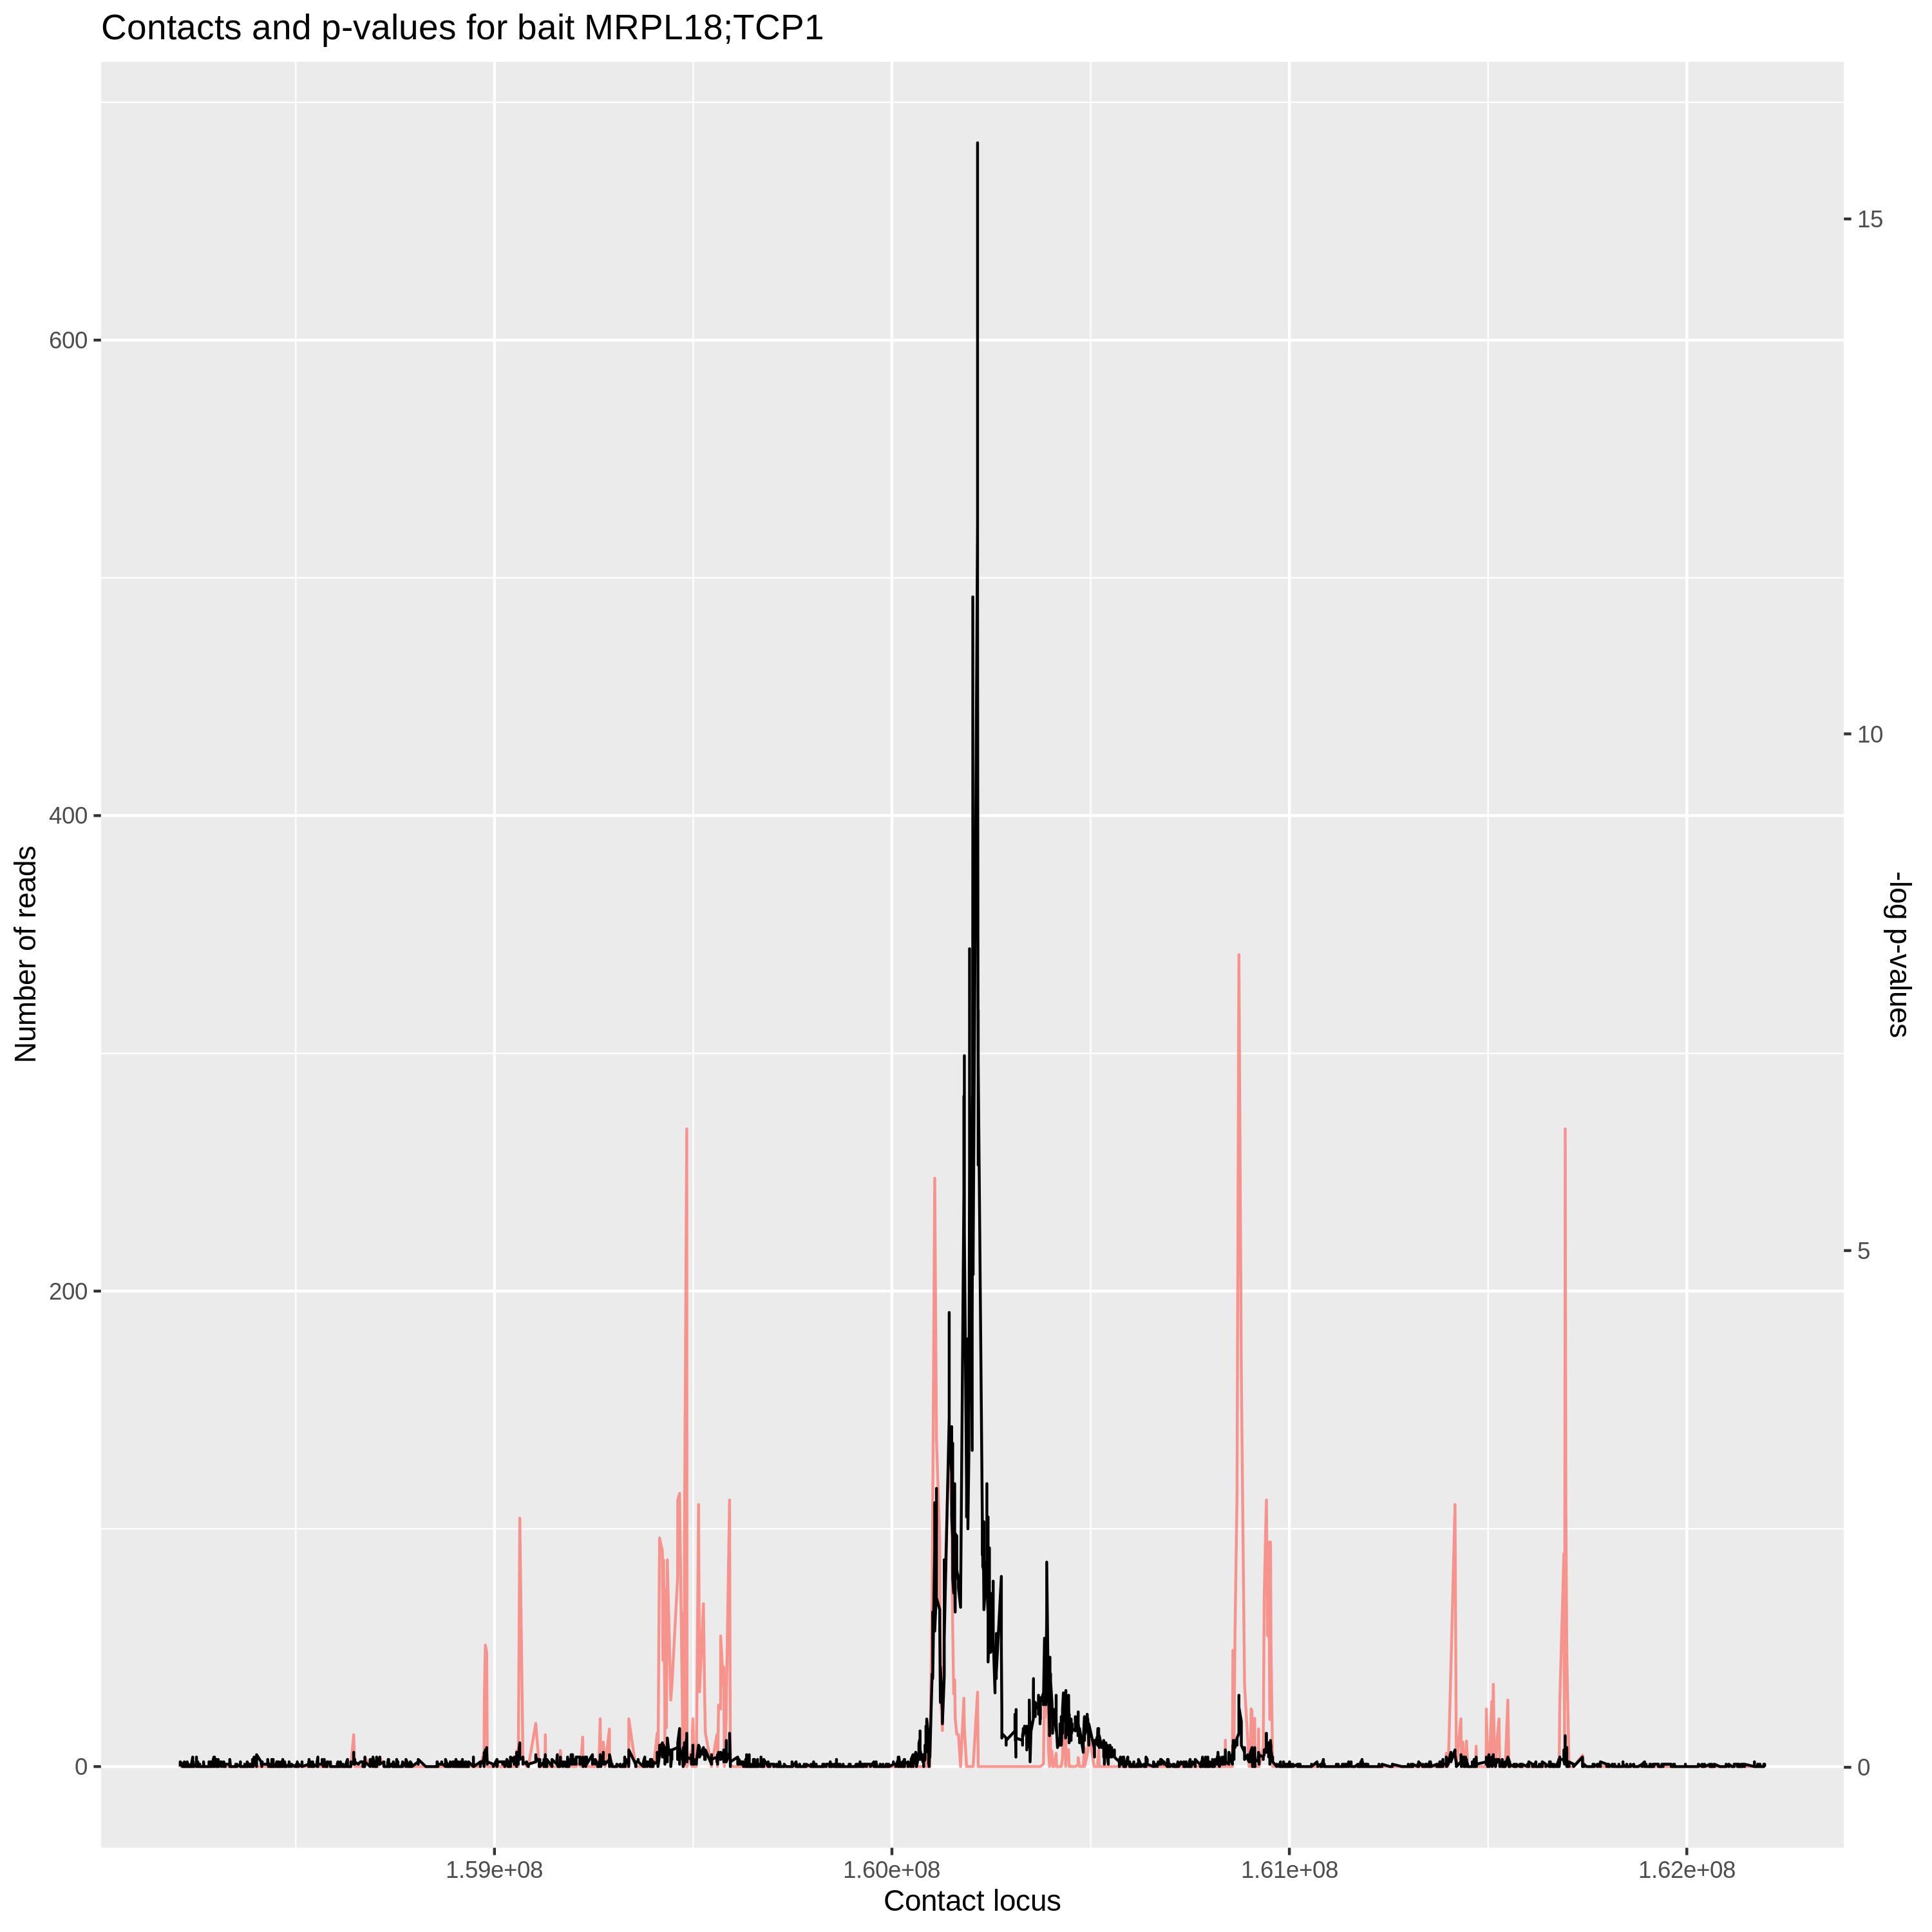 Contacts and p-values for bait MRPL18;TCP1
Number of reads
600
400
200
0
15
10
5
0
-log p-values
1.59e+08
1.60e+08
1.61e+08
1.62e+08
Contact locus